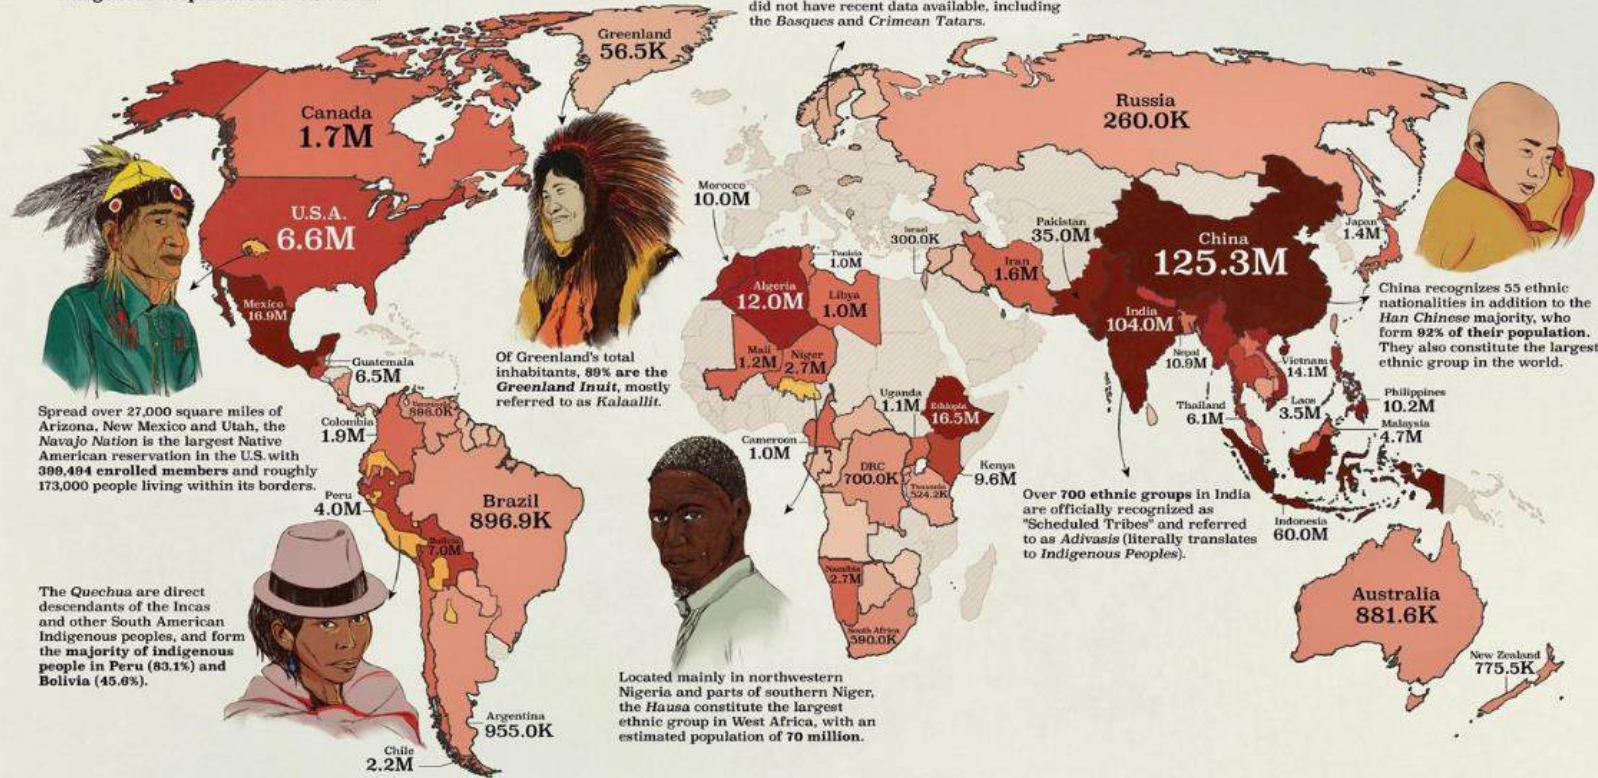 did not have recent data available, including
the Basques and Crimean Tatars.
Greenland
56.5K
Canada
1.7M
Russia
260.0K
U.S.A.
6.6M
Morocco
10.0M
Israel
300.0K
Pakistan
35.0M
Japan
1.4M
China
125.3M
Tunisia
1.0M
Iran
1.6M
Algeria
12.0M
Libya
1.0M
Mexico
16.9M
India
104.0M
China recognizes 55 ethnic
nationalities in addition to the
Han Chinese majority, who
form 92% of their population.
They also constitute the largest
ethnic group in the world.
Of Greenland's total
inhabitants, 89% are the
Greenland Inuit, mostly
referred to as Kalaallit.
Guatemala
6.5M
Mali
1.2M
Niger
2.7M
Nepal
10.9M
Vietnam
14.1M
Uganda
1.1M
Ethiopia
16.5M
Laos
3.5M
Philippines
10.2M
Thailand
6.1M
Malaysia
4.7M
Spread over 27,000 square miles of
Arizona, New Mexico and Utah, the
Navajo Nation is the largest Native
American reservation in the U.S. with
399,494 enrolled members and roughly
173,000 people living within its borders.
Venezuela
Colombia
1.9M
Cameroon
1.0M
DRC
700.0K
Kenya
9.6M
Tanzania
524.2K
Peru
4.0M
Brazil
896.9K
Bolivia
7.0M
Over 700 ethnic groups in India
are officially recognized as
"Scheduled Tribes" and referred
to as Adivasis (literally translates
to Indigenous Peoples).
Indonesia
60.0M
Namibia
2.7M
South Africa
590.0K
Australia
881.6K
New Zealand
775.5K
The Quechua are direct
descendants of the Incas
and other South American
Indigenous peoples, and form
the majority of indigenous
people in Peru (83.1%) and
Bolivia (45.6%).
Located mainly in northwestern
Nigeria and parts of southern Niger,
the Hausa constitute the largest
ethnic group in West Africa, with an
estimated population of 70 million.
Argentina
955.0K
Chile
2.2M